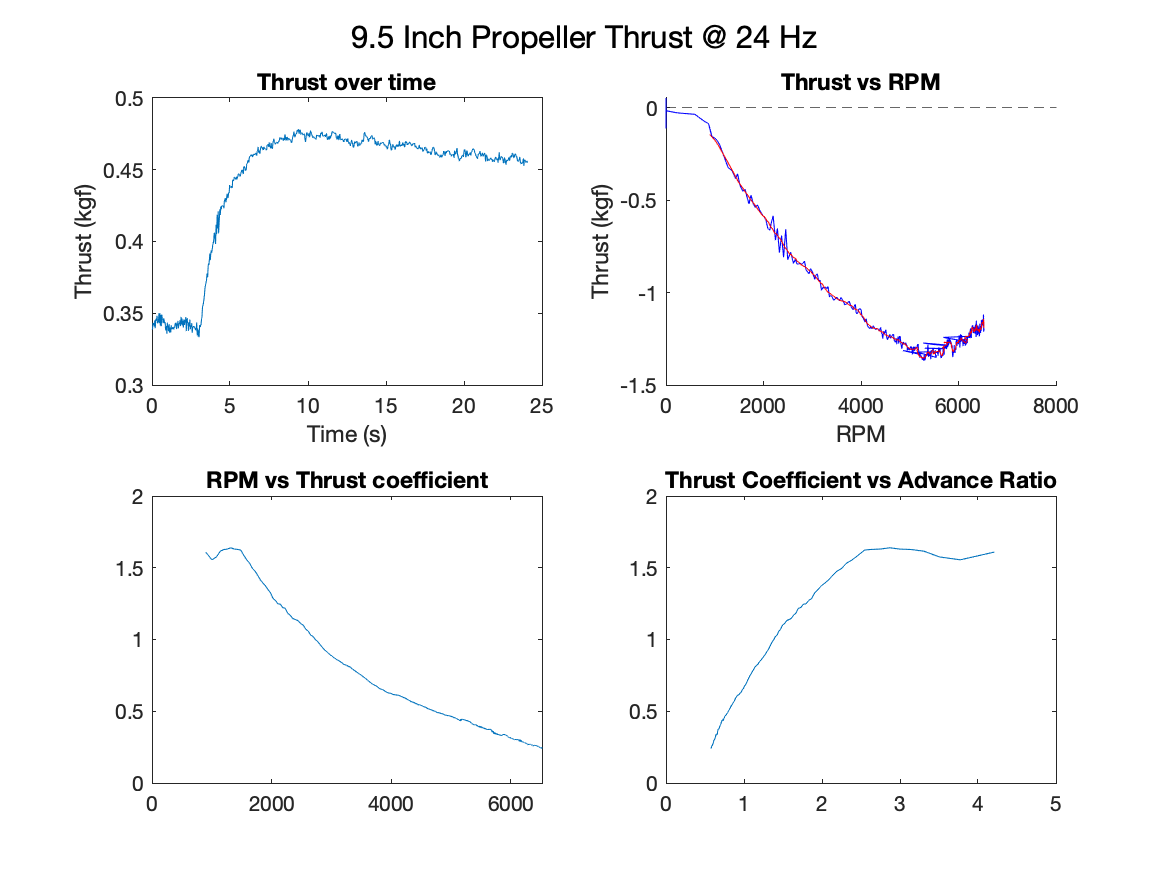 9.5 Inch Propeller Thrust @ 24 Hz
Thrust over time
0.5
0.45
0.4
0.35
0.3
Thrust (kgf)
0 5 10 15 20 25
Time (s)
Thrust vs RPM
0
-0.5
-1
-1.5
Thrust (kgf)
0 2000 4000 6000 8000
RPM
RPM vs Thrust coefficient
2
1.5
1
0.5
0
0 2000 4000 6000
Thrust Coefficient vs Advance Ratio
2
1.5
1
0.5
0
0 1 2 3 4 5